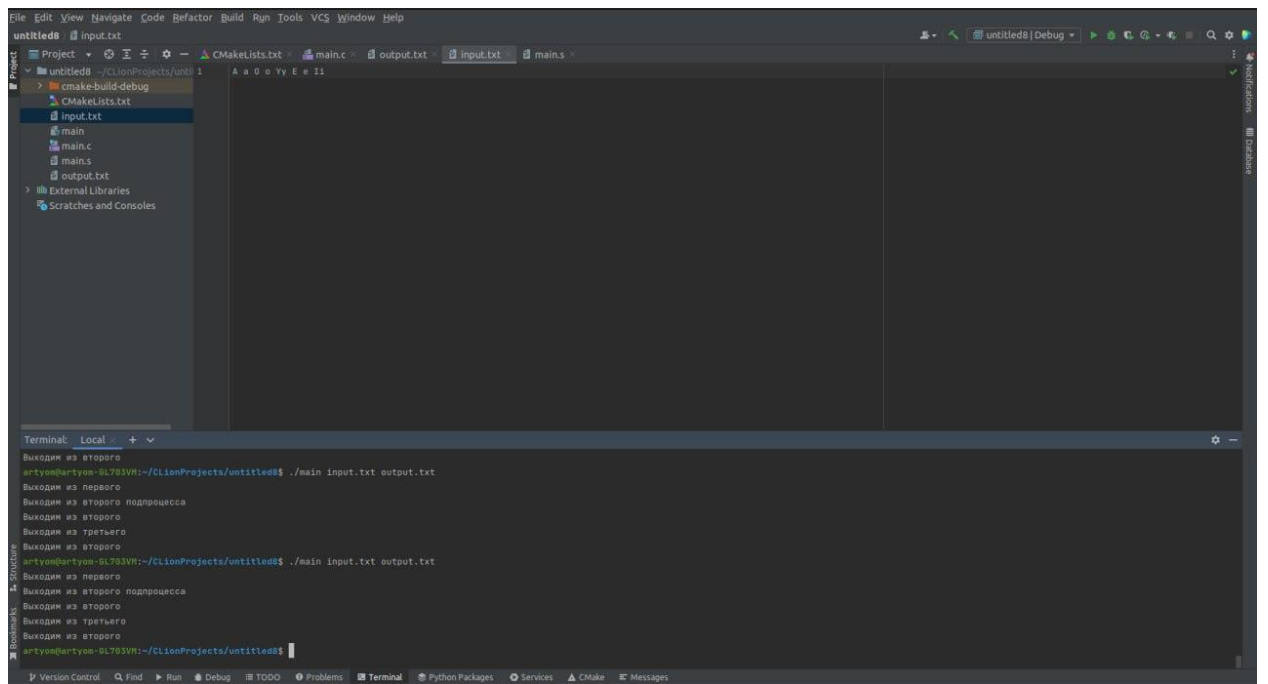 File Edit View Navigate Code Refactor Build Run Tools VCS Window Help
untitled8 input.txt
untitled8 | Debug
Project
CMakeLists.txt main.c output.txt input.txt main.s
untitled8 ~/CLionProjects/unti
1 A a O o Yy E e Ii
cmake-build-debug
CMakeLists.txt
input.txt
main
main.c
main.s
output.txt
External Libraries
Scratches and Consoles
Project
Notifications
Database
Terminal: Local
Выходим из второго
artyom@artyom-GL703VM:~/CLionProjects/untitled8$ ./main input.txt output.txt
Выходим из первого
Выходим из второго подпроцесса
Выходим из второго
Выходим из третьего
Выходим из второго
artyom@artyom-GL703VM:~/CLionProjects/untitled8$ ./main input.txt output.txt
Выходим из первого
Выходим из второго подпроцесса
Выходим из второго
Выходим из третьего
Выходим из второго
artyom@artyom-GL703VM:~/CLionProjects/untitled8$
Structure
Bookmarks
Version Control Find Run Debug TODO Problems Terminal Python Packages Services CMake Messages